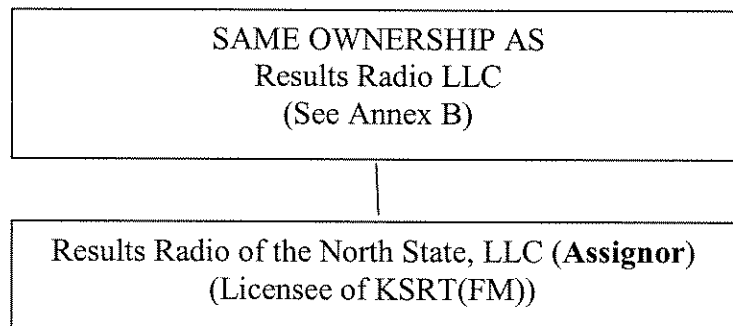 SAME OWNERSHIP AS
Results Radio LLC
(See Annex B)
Results Radio of the North State, LLC (Assignor)
(Licensee of KSRT(FM))